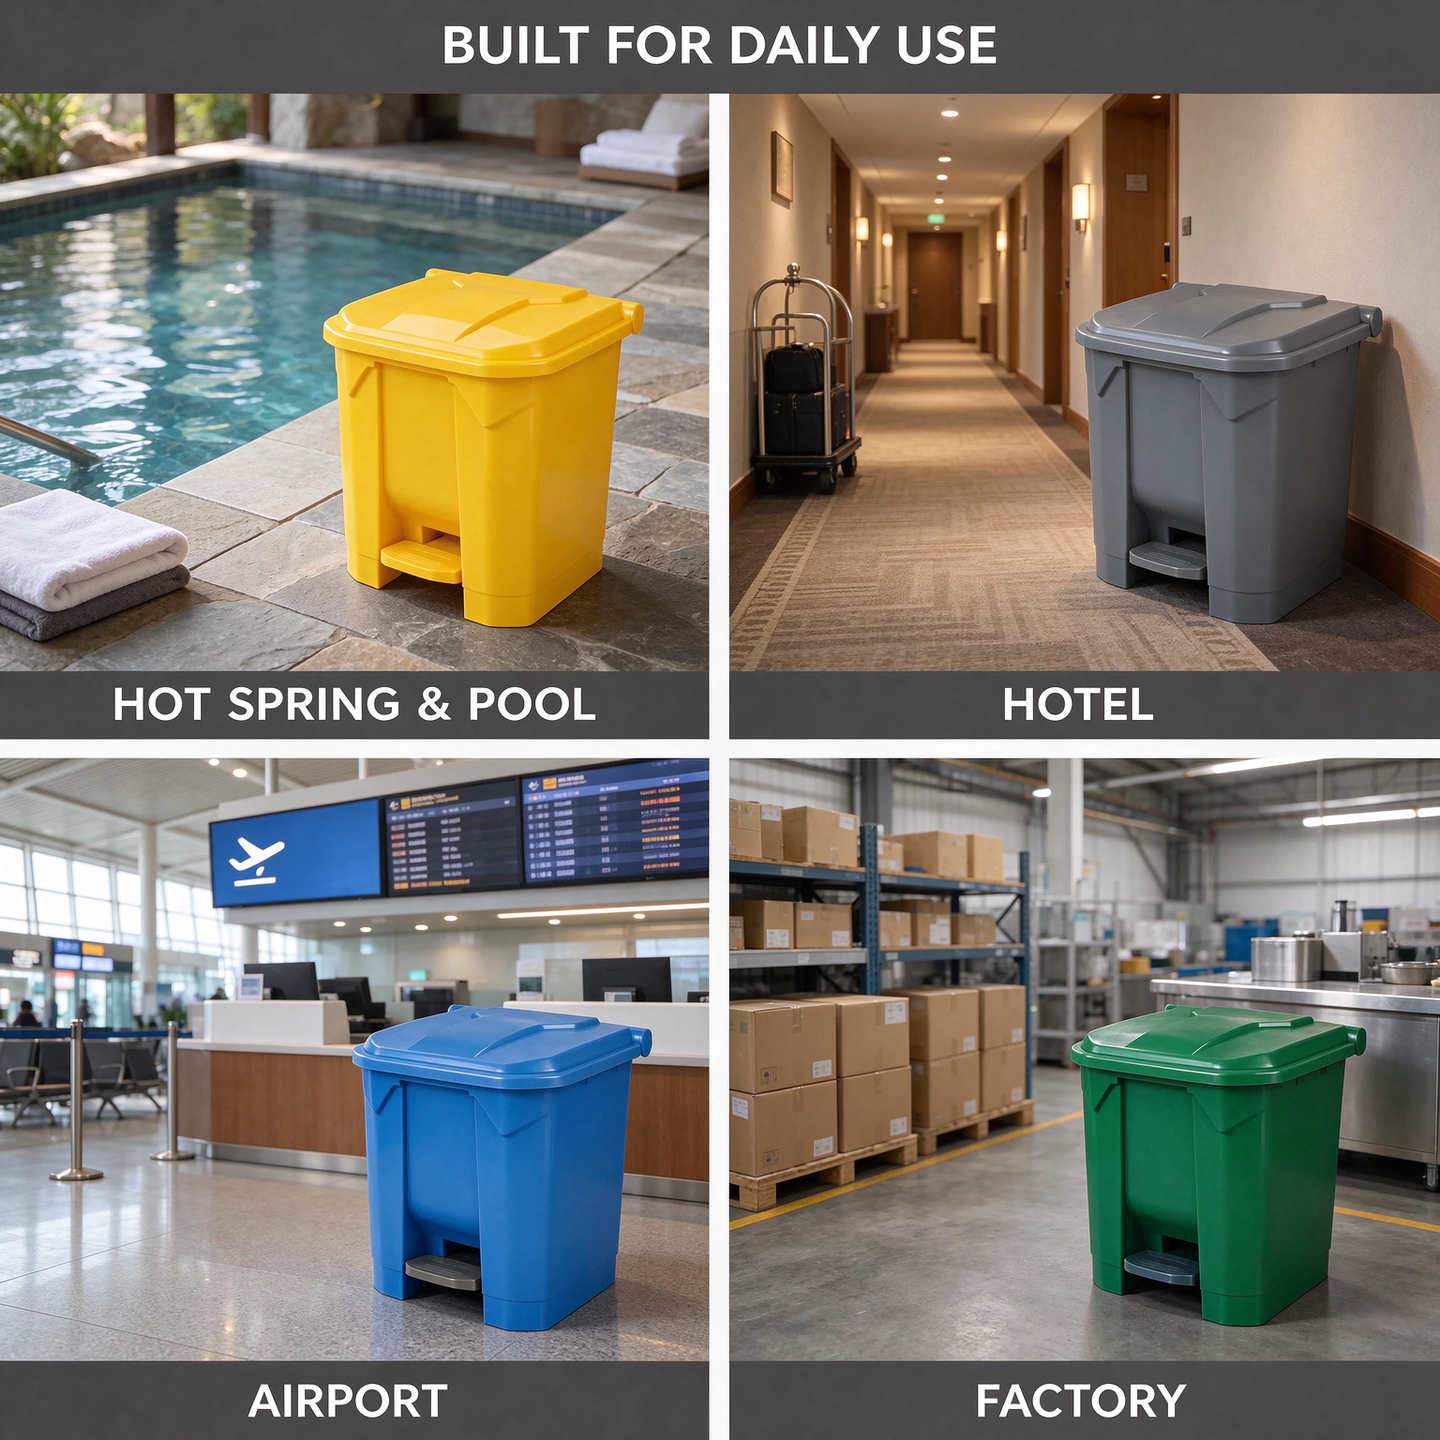 BUILT FOR DAILY USE
HOT SPRING & POOL
HOTEL
AIRPORT
FACTORY